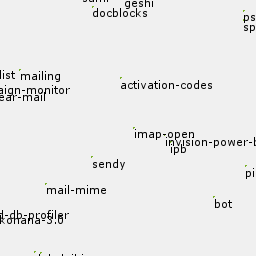 geshi
docblocks
ps
sp
list
mailing
activation-codes
aign-monitor
ear-mail
imap-open
invision-power-b
ipb
sendy
pi
mail-mime
bot
d-db-profiler
kohana-3.0